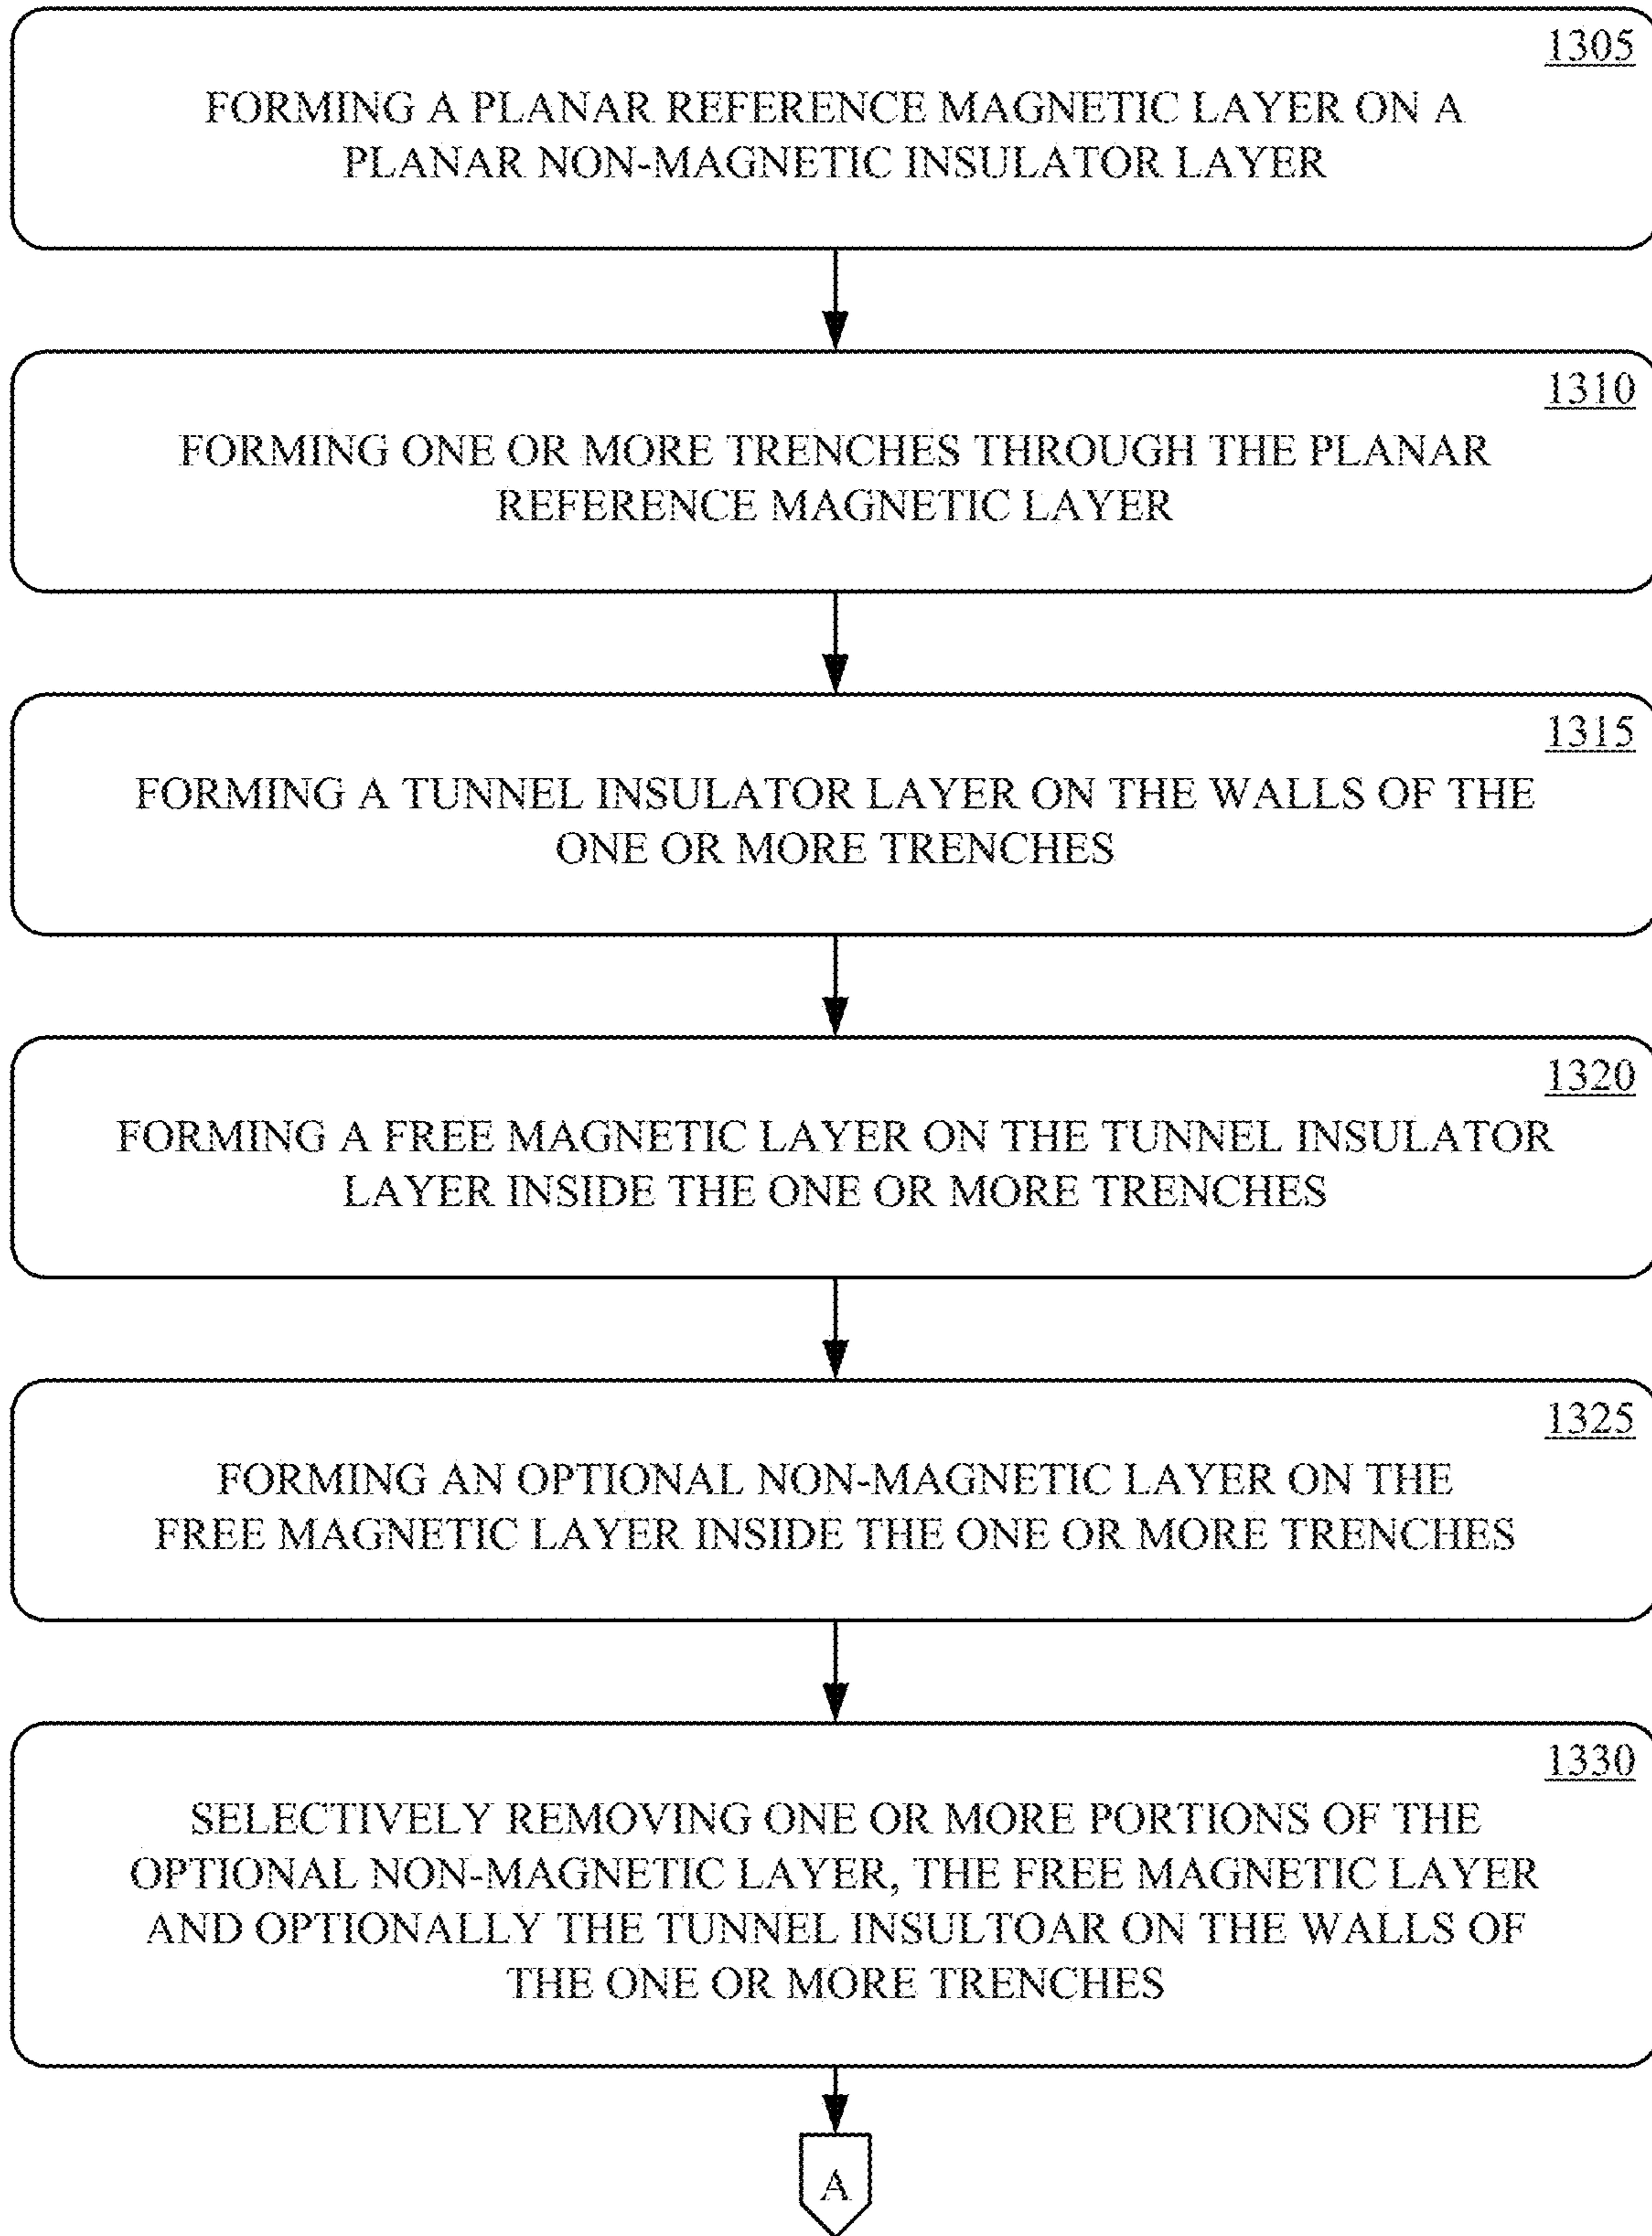 1305
FORMING A PLANAR REFERENCE MAGNETIC LAYER ON A
PLANAR NON-MAGNETIC INSULATOR LAYER
1310
FORMING ONE OR MORE TRENCHES THROUGH THE PLANAR
REFERENCE MAGNETIC LAYER
1315
FORMING A TUNNEL INSULATOR LAYER ON THE WALLS OF THE
ONE OR MORE TRENCHES
1320
FORMING A FREE MAGNETIC LAYER ON THE TUNNEL INSULATOR
LAYER INSIDE THE ONE OR MORE TRENCHES
1325
FORMING AN OPTIONAL NON-MAGNETIC LAYER ON THE
FREE MAGNETIC LAYER INSIDE THE ONE OR MORE TRENCHES
1330
SELECTIVELY REMOVING ONE OR MORE PORTIONS OF THE
OPTIONAL NON-MAGNETIC LAYER, THE FREE MAGNETIC LAYER
AND OPTIONALLY THE TUNNEL INSULTOAR ON THE WALLS OF
THE ONE OR MORE TRENCHES
A